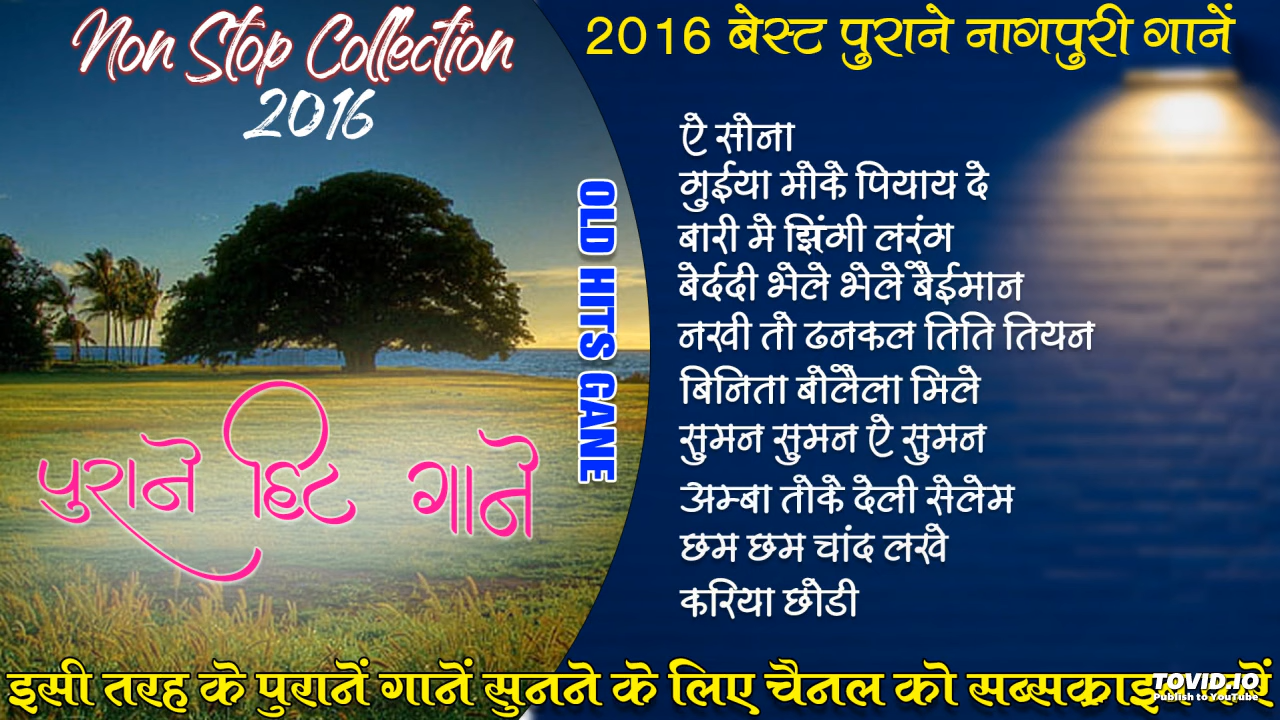 Non Stop Collection
2016
2016 बेस्ट पुराने नागपुरी गानें
ऐ सोना
गुईया मोके पियाय दे
बारी मे झिंगी लरंग
बेर्ददी भेले भेले बैईमान
नखी तो ढनकल तिति तियन
बिनिता बोलैला मिले
सुमन सुमन ऐ सुमन
अम्बा तोके देली सेलेम
छम छम चांद लखे
करिया छोडी
OLD HITS GANE
पुराने हिट गाने
इसी तरह के पुरानें गानें सुनने के लिए चैनल को सब्सक्राइब करें
TOVID.IO
Publish to YouTube